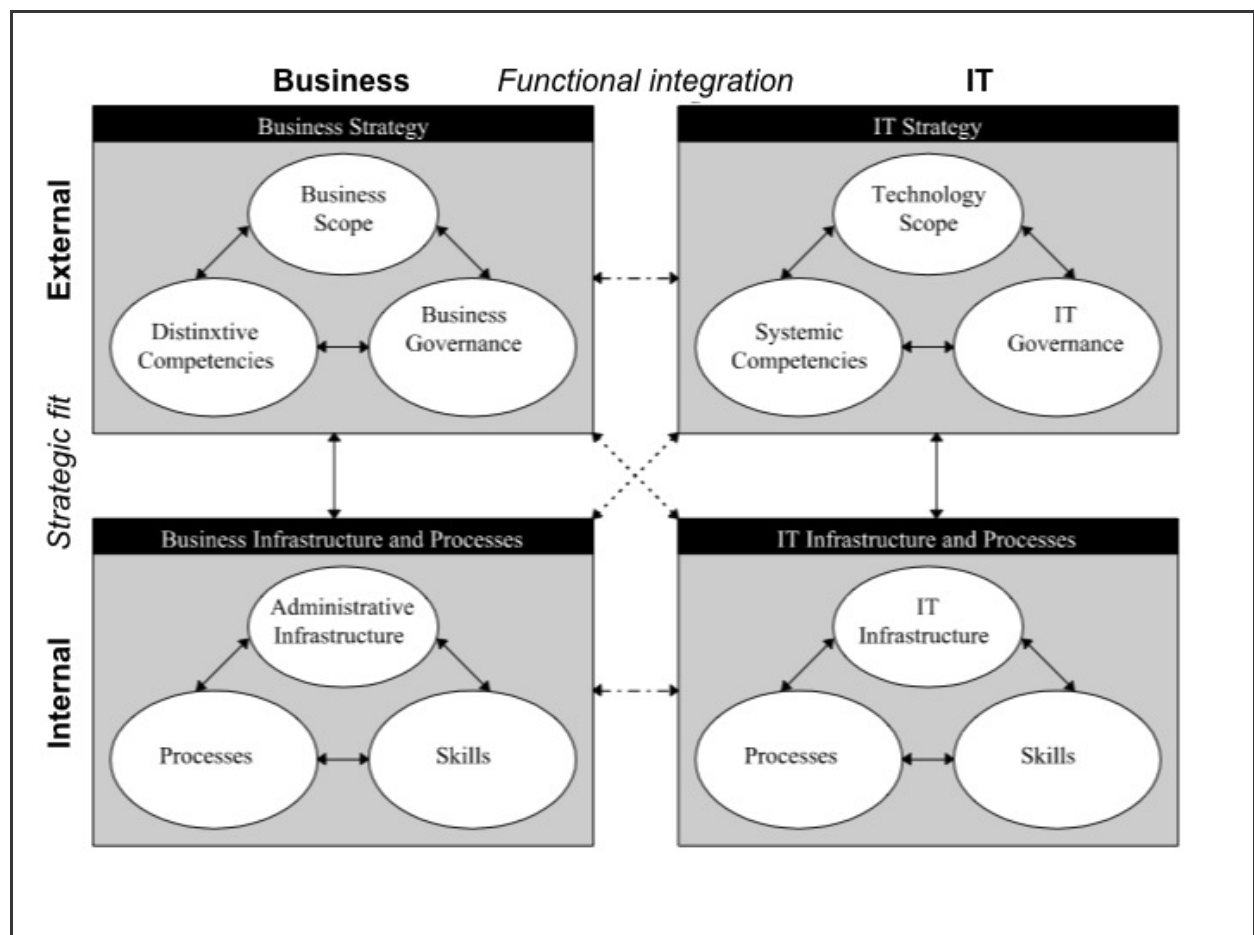 Business Functional integration IT
Business Strategy
IT Strategy
External
Business
Scope
Distinxtive
Competencies
Business
Governance
Technology
Scope
Systemic
Competencies
IT
Governance
Strategic fit
Business Infrastructure and Processes
IT Infrastructure and Processes
Internal
Administrative
Infrastructure
Processes
Skills
IT
Infrastructure
Processes
Skills